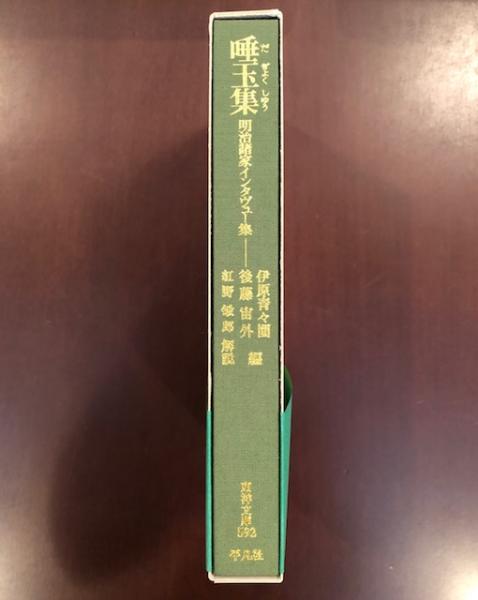 唾玉集
だぎょくしゅう
明治諸家インタヴュー集
伊原青々園
後藤宙外 編
紅野敏郎 解説
東洋文庫
592
平凡社